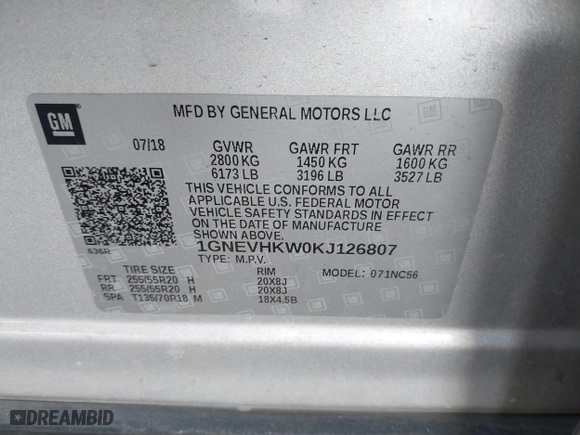 GM
MFD BY GENERAL MOTORS LLC
07/18 GVWR GAWR FRT GAWR RR
2800 KG 1450 KG 1600 KG
6173 LB 3196 LB 3527 LB
THIS VEHICLE CONFORMS TO ALL
APPLICABLE U.S. FEDERAL MOTOR
VEHICLE SAFETY STANDARDS IN EFFECT
ON THE DATE OF MANUFACTURE
SHOWN ABOVE.
636R 1GNEVHKW0KJ126807
TYPE: M.P.V. MODEL: 071NC56
TIRE SIZE RIM
FRT 255/55R20 H 20X8J
RR 255/55R20 H 20X8J
SPA T135/70R18 M 18X4.5B
DREAMBID